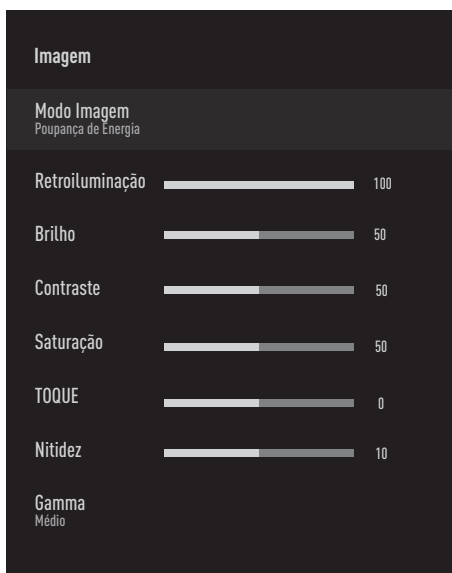 Imagem
Modo Imagem
Poupança de Energia
Retroiluminação 100
Brilho 50
Contraste 50
Saturação 50
TOQUE 0
Nitidez 10
Gamma
Médio